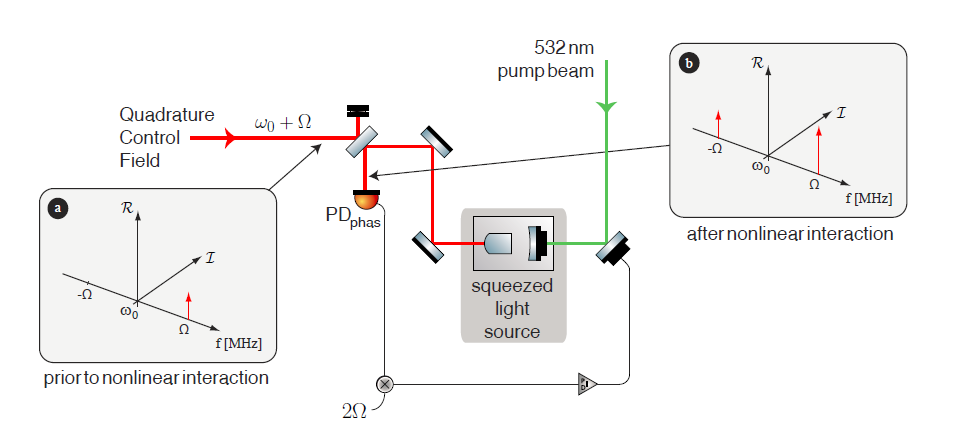 532 nm
pump beam
Quadrature
Control
Field
ω₀ + Ω
b
ℛ
ℐ
-Ω
ω₀
Ω
f [MHz]
after nonlinear interaction
a
ℛ
ℐ
-Ω
ω₀
Ω
f [MHz]
prior to nonlinear interaction
PDphas
squeezed
light
source
2Ω